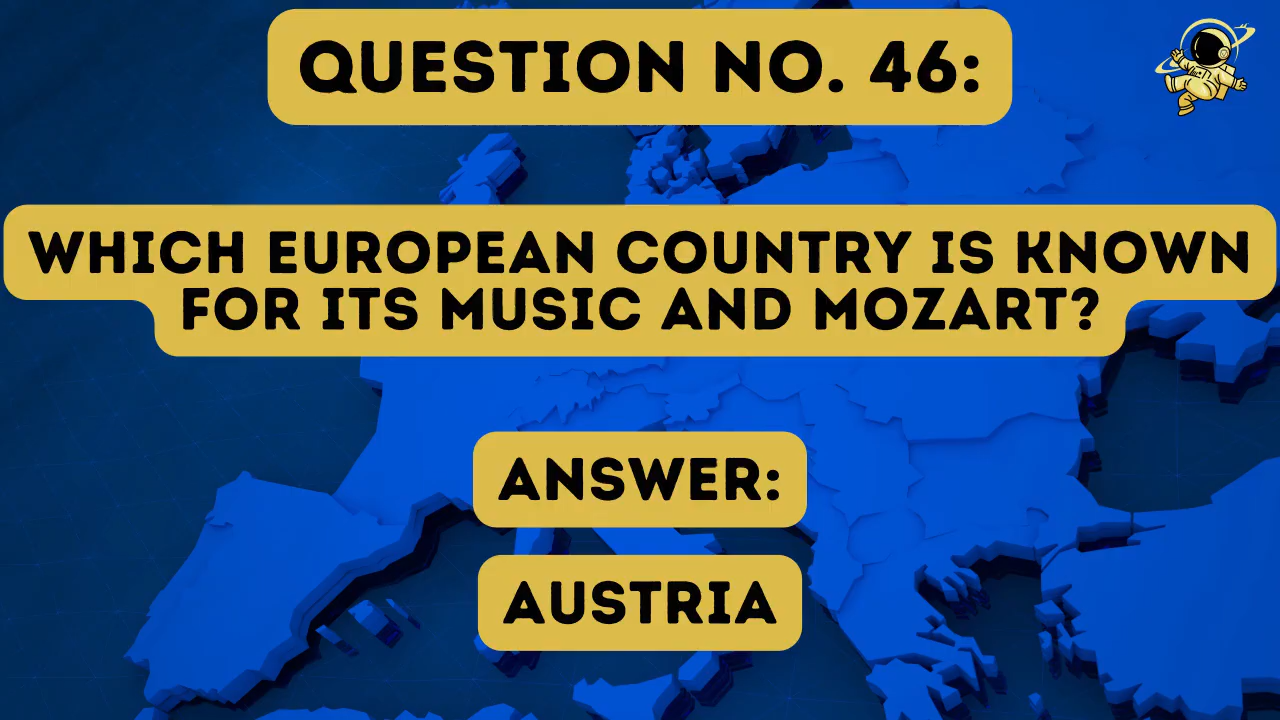 QUESTION NO. 46:
WHICH EUROPEAN COUNTRY IS KNOWN
FOR ITS MUSIC AND MOZART?
ANSWER:
AUSTRIA